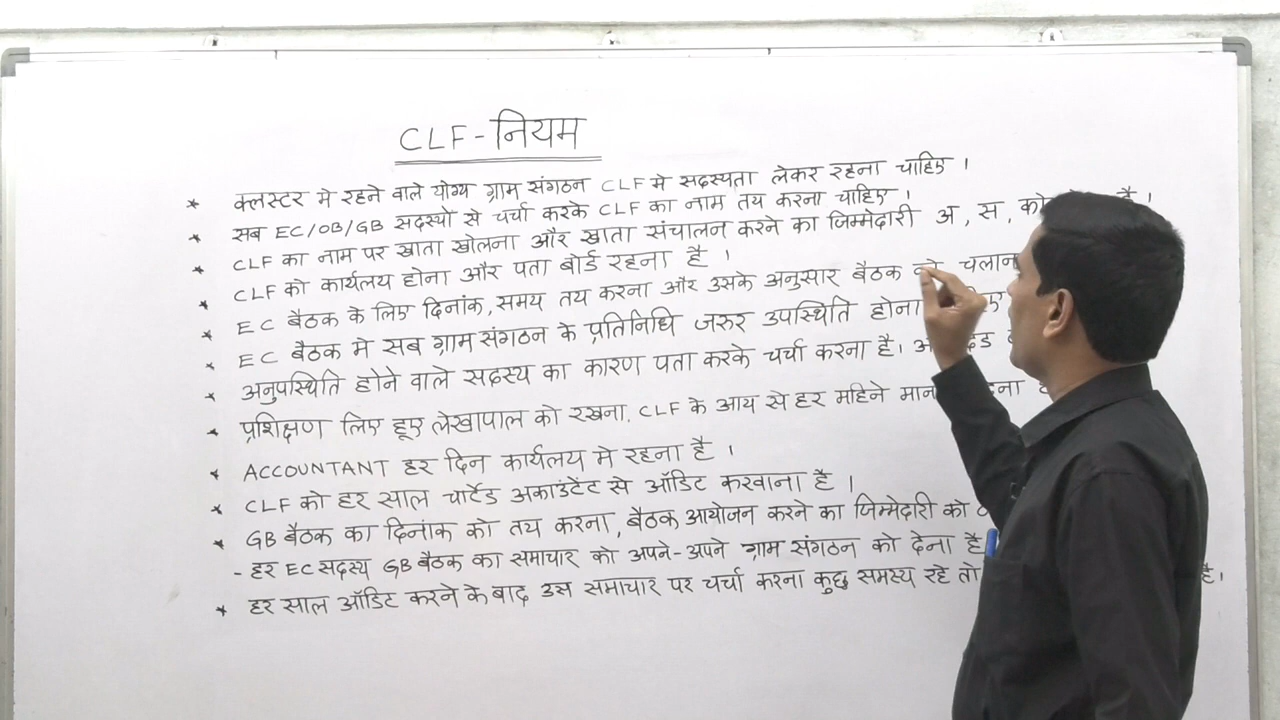 CLF-नियम
* क्लस्टर मे रहने वाले योग्य ग्राम संगठन CLF मे सदस्यता लेकर रहना चाहिए ।
* सब EC/OB/GB सदस्यों से चर्चा करके CLF का नाम तय करना चाहिए ।
* CLF का नाम पर खाता खोलना और खाता संचालन करने का जिम्मेदारी अ, स, को है ।
CLF को कार्यलय होना और पता बोर्ड रहना है ।
* EC बैठक के लिए दिनांक, समय तय करना और उसके अनुसार बैठक को
EC बैठक मे सब ग्राम संगठन के प्रतिनिधि जरुर उपस्थिति होना
* अनुपस्थिति होने वाले सदस्य का कारण पता करके चर्चा करना है।
* प्रशिक्षण लिए हूए लेखापाल को रखना. CLF के आय से हर महिने
* ACCOUNTANT हर दिन कार्यलय मे रहना है ।
* CLF को हर साल चार्टेड अकाउंटेंट से ऑडिट करवाना है ।
* GB बैठक का दिनांक को तय करना, बैठक आयोजन करने का जिम्मेदारी को
- हर EC सदस्य GB बैठक का समाचार को अपने-अपने ग्राम संगठन को देना है
* हर साल ऑडिट करने के बाद उस समाचार पर चर्चा करना कुछ समस्य रहे तो है।